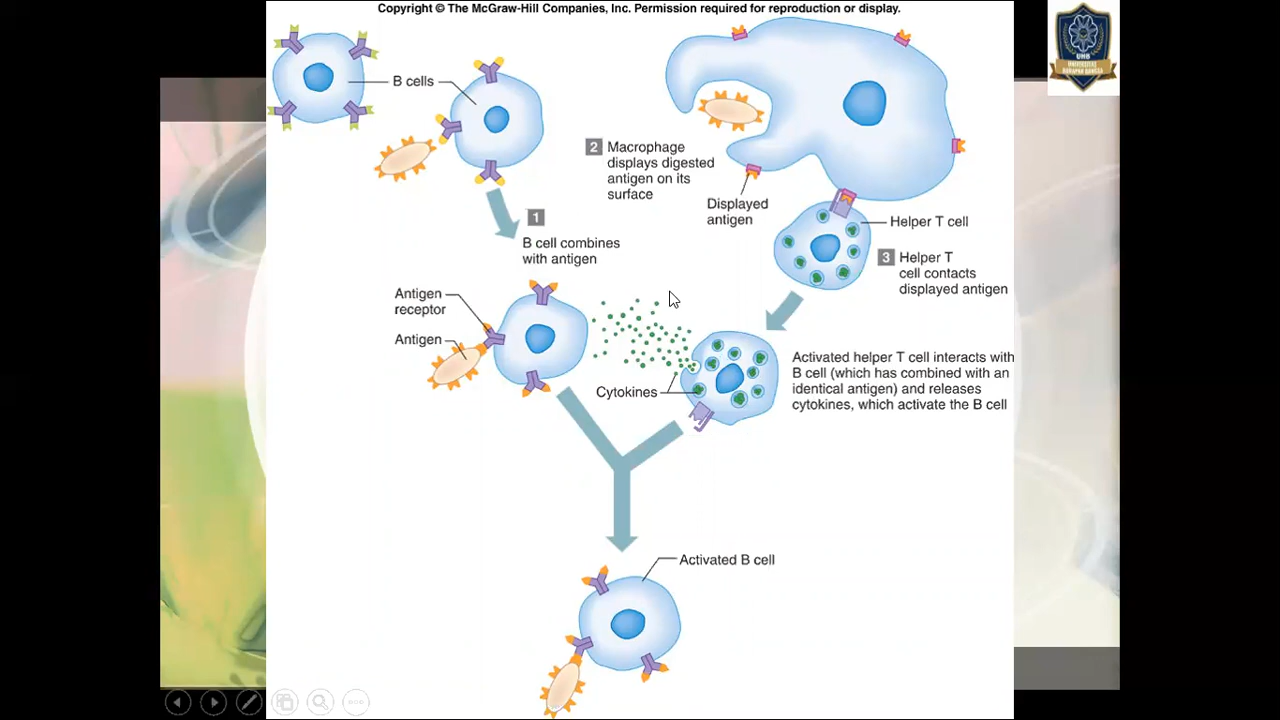 Copyright © The McGraw-Hill Companies, Inc. Permission required for reproduction or display.
B cells
2 Macrophage
displays digested
antigen on its
surface
Displayed
antigen
Helper T cell
1
B cell combines
with antigen
3 Helper T
cell contacts
displayed antigen
Antigen
receptor
Antigen
Cytokines
Activated helper T cell interacts with
B cell (which has combined with an
identical antigen) and releases
cytokines, which activate the B cell
Activated B cell
UHB